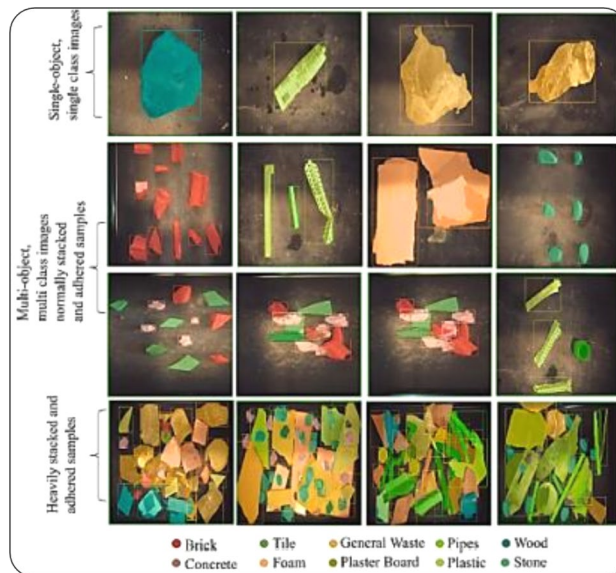 Single-object,
single class images
Multi-object,
multi class images
normally stacked
and adhered samples
Heavily stacked and
adhered samples
Brick
Tile
General Waste
Pipes
Wood
Concrete
Foam
Plaster Board
Plastic
Stone